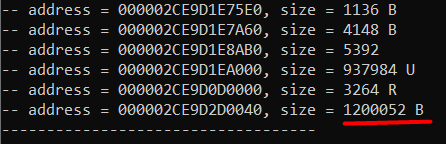 -- address = 000002CE9D1E75E0, size = 1136 B
-- address = 000002CE9D1E7A60, size = 4148 B
-- address = 000002CE9D1E8AB0, size = 5392
-- address = 000002CE9D1EA000, size = 937984 U
-- address = 000002CE9D0D0000, size = 3264 R
-- address = 000002CE9D2D0040, size = 1200052 B
-----------------------------------